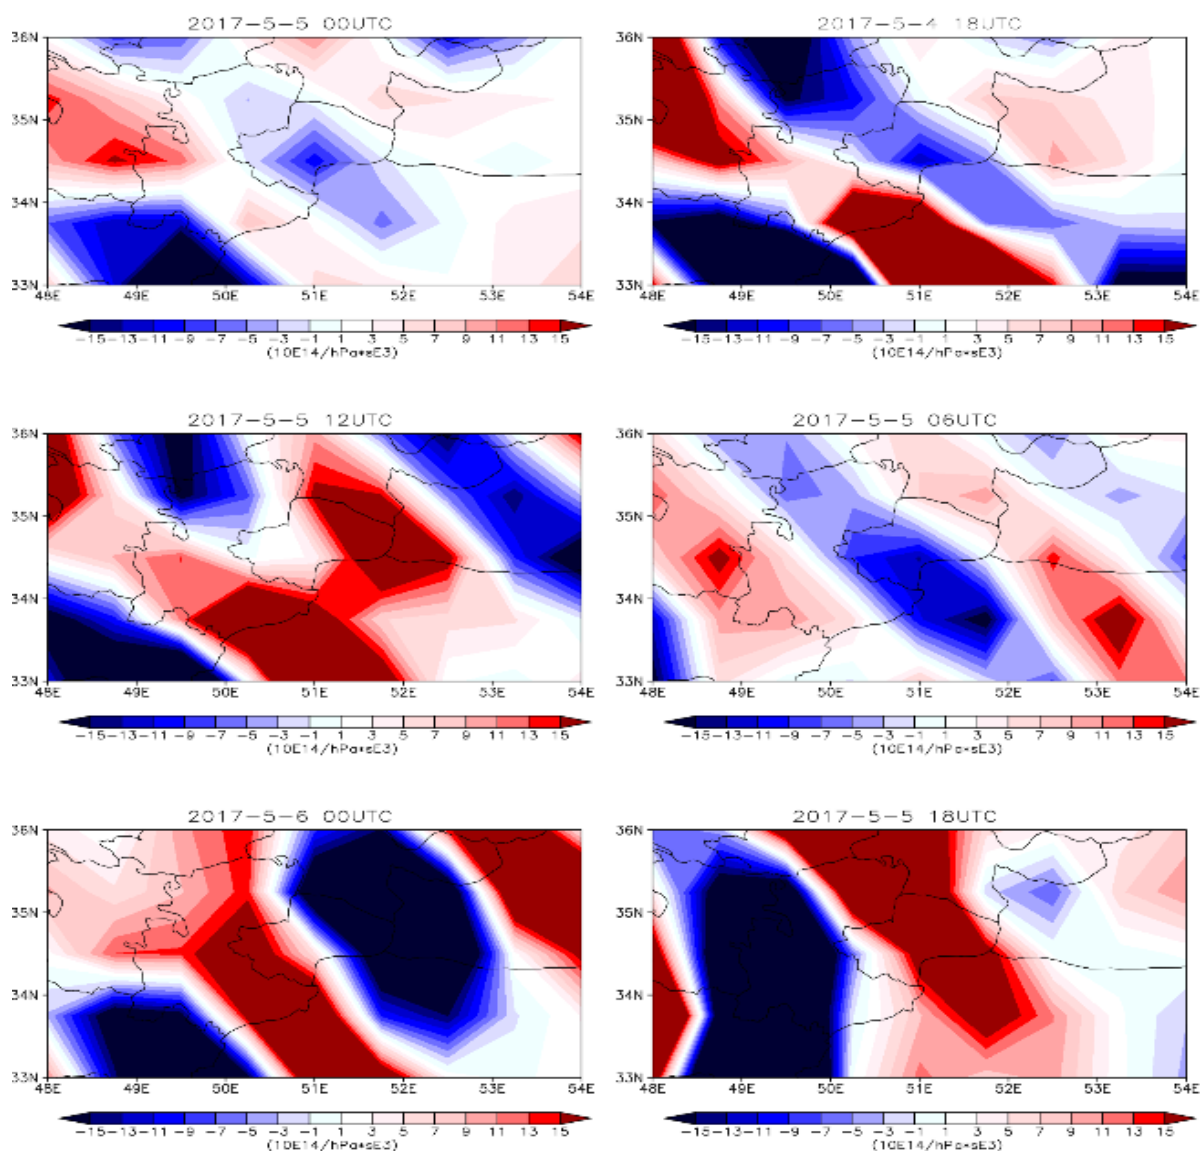 2017-5-5 00UTC
36N
35N
34N
33N
48E 49E 50E 51E 52E 53E 54E
-15-13-11 -9 -7 -5 -3 -1 1 3 5 7 9 11 13 15
(10E14/hPa*sE3)
2017-5-4 18UTC
36N
35N
34N
33N
48E 49E 50E 51E 52E 53E 54E
-15-13-11 -9 -7 -5 -3 -1 1 3 5 7 9 11 13 15
(10E14/hPa*sE3)
2017-5-5 12UTC
36N
35N
34N
33N
48E 49E 50E 51E 52E 53E 54E
-15-13-11 -9 -7 -5 -3 -1 1 3 5 7 9 11 13 15
(10E14/hPa*sE3)
2017-5-5 06UTC
36N
35N
34N
33N
48E 49E 50E 51E 52E 53E 54E
-15-13-11 -9 -7 -5 -3 -1 1 3 5 7 9 11 13 15
(10E14/hPa*sE3)
2017-5-6 00UTC
36N
35N
34N
33N
48E 49E 50E 51E 52E 53E 54E
-15-13-11 -9 -7 -5 -3 -1 1 3 5 7 9 11 13 15
(10E14/hPa*sE3)
2017-5-5 18UTC
36N
35N
34N
33N
48E 49E 50E 51E 52E 53E 54E
-15-13-11 -9 -7 -5 -3 -1 1 3 5 7 9 11 13 15
(10E14/hPa*sE3)